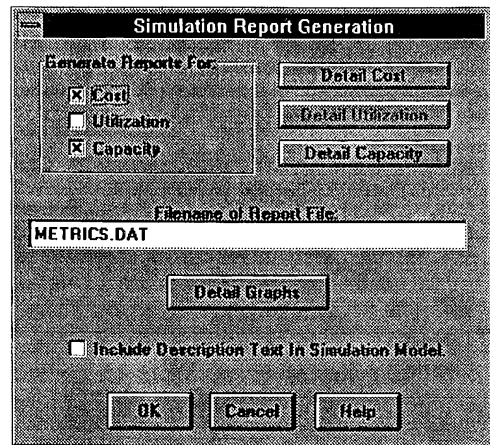 Simulation Report Generation
Generate Reports For:
Cost
Utilization
Capacity
Detail Cost
Detail Utilization
Detail Capacity
Filename of Report File:
METRICS.DAT
Detail Graphs
Include Description Text In Simulation Model.
OK
Cancel
Help